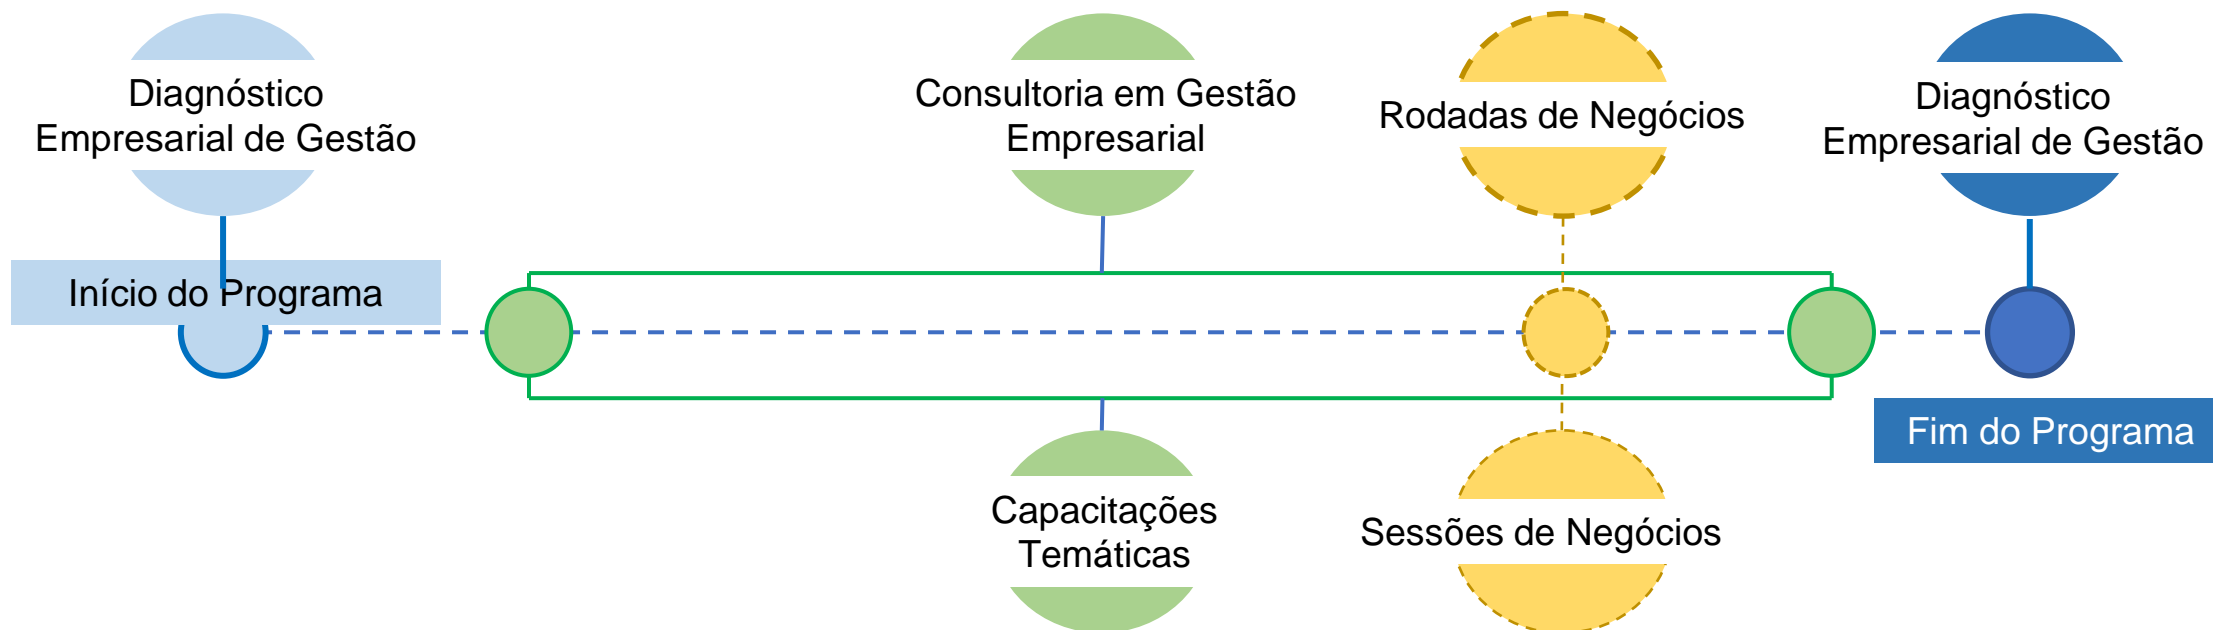 Diagnóstico
Empresarial de Gestão
Consultoria em Gestão
Empresarial
Rodadas de Negócios
Diagnóstico
Empresarial de Gestão
Início do Programa
Fim do Programa
Capacitações
Temáticas
Sessões de Negócios